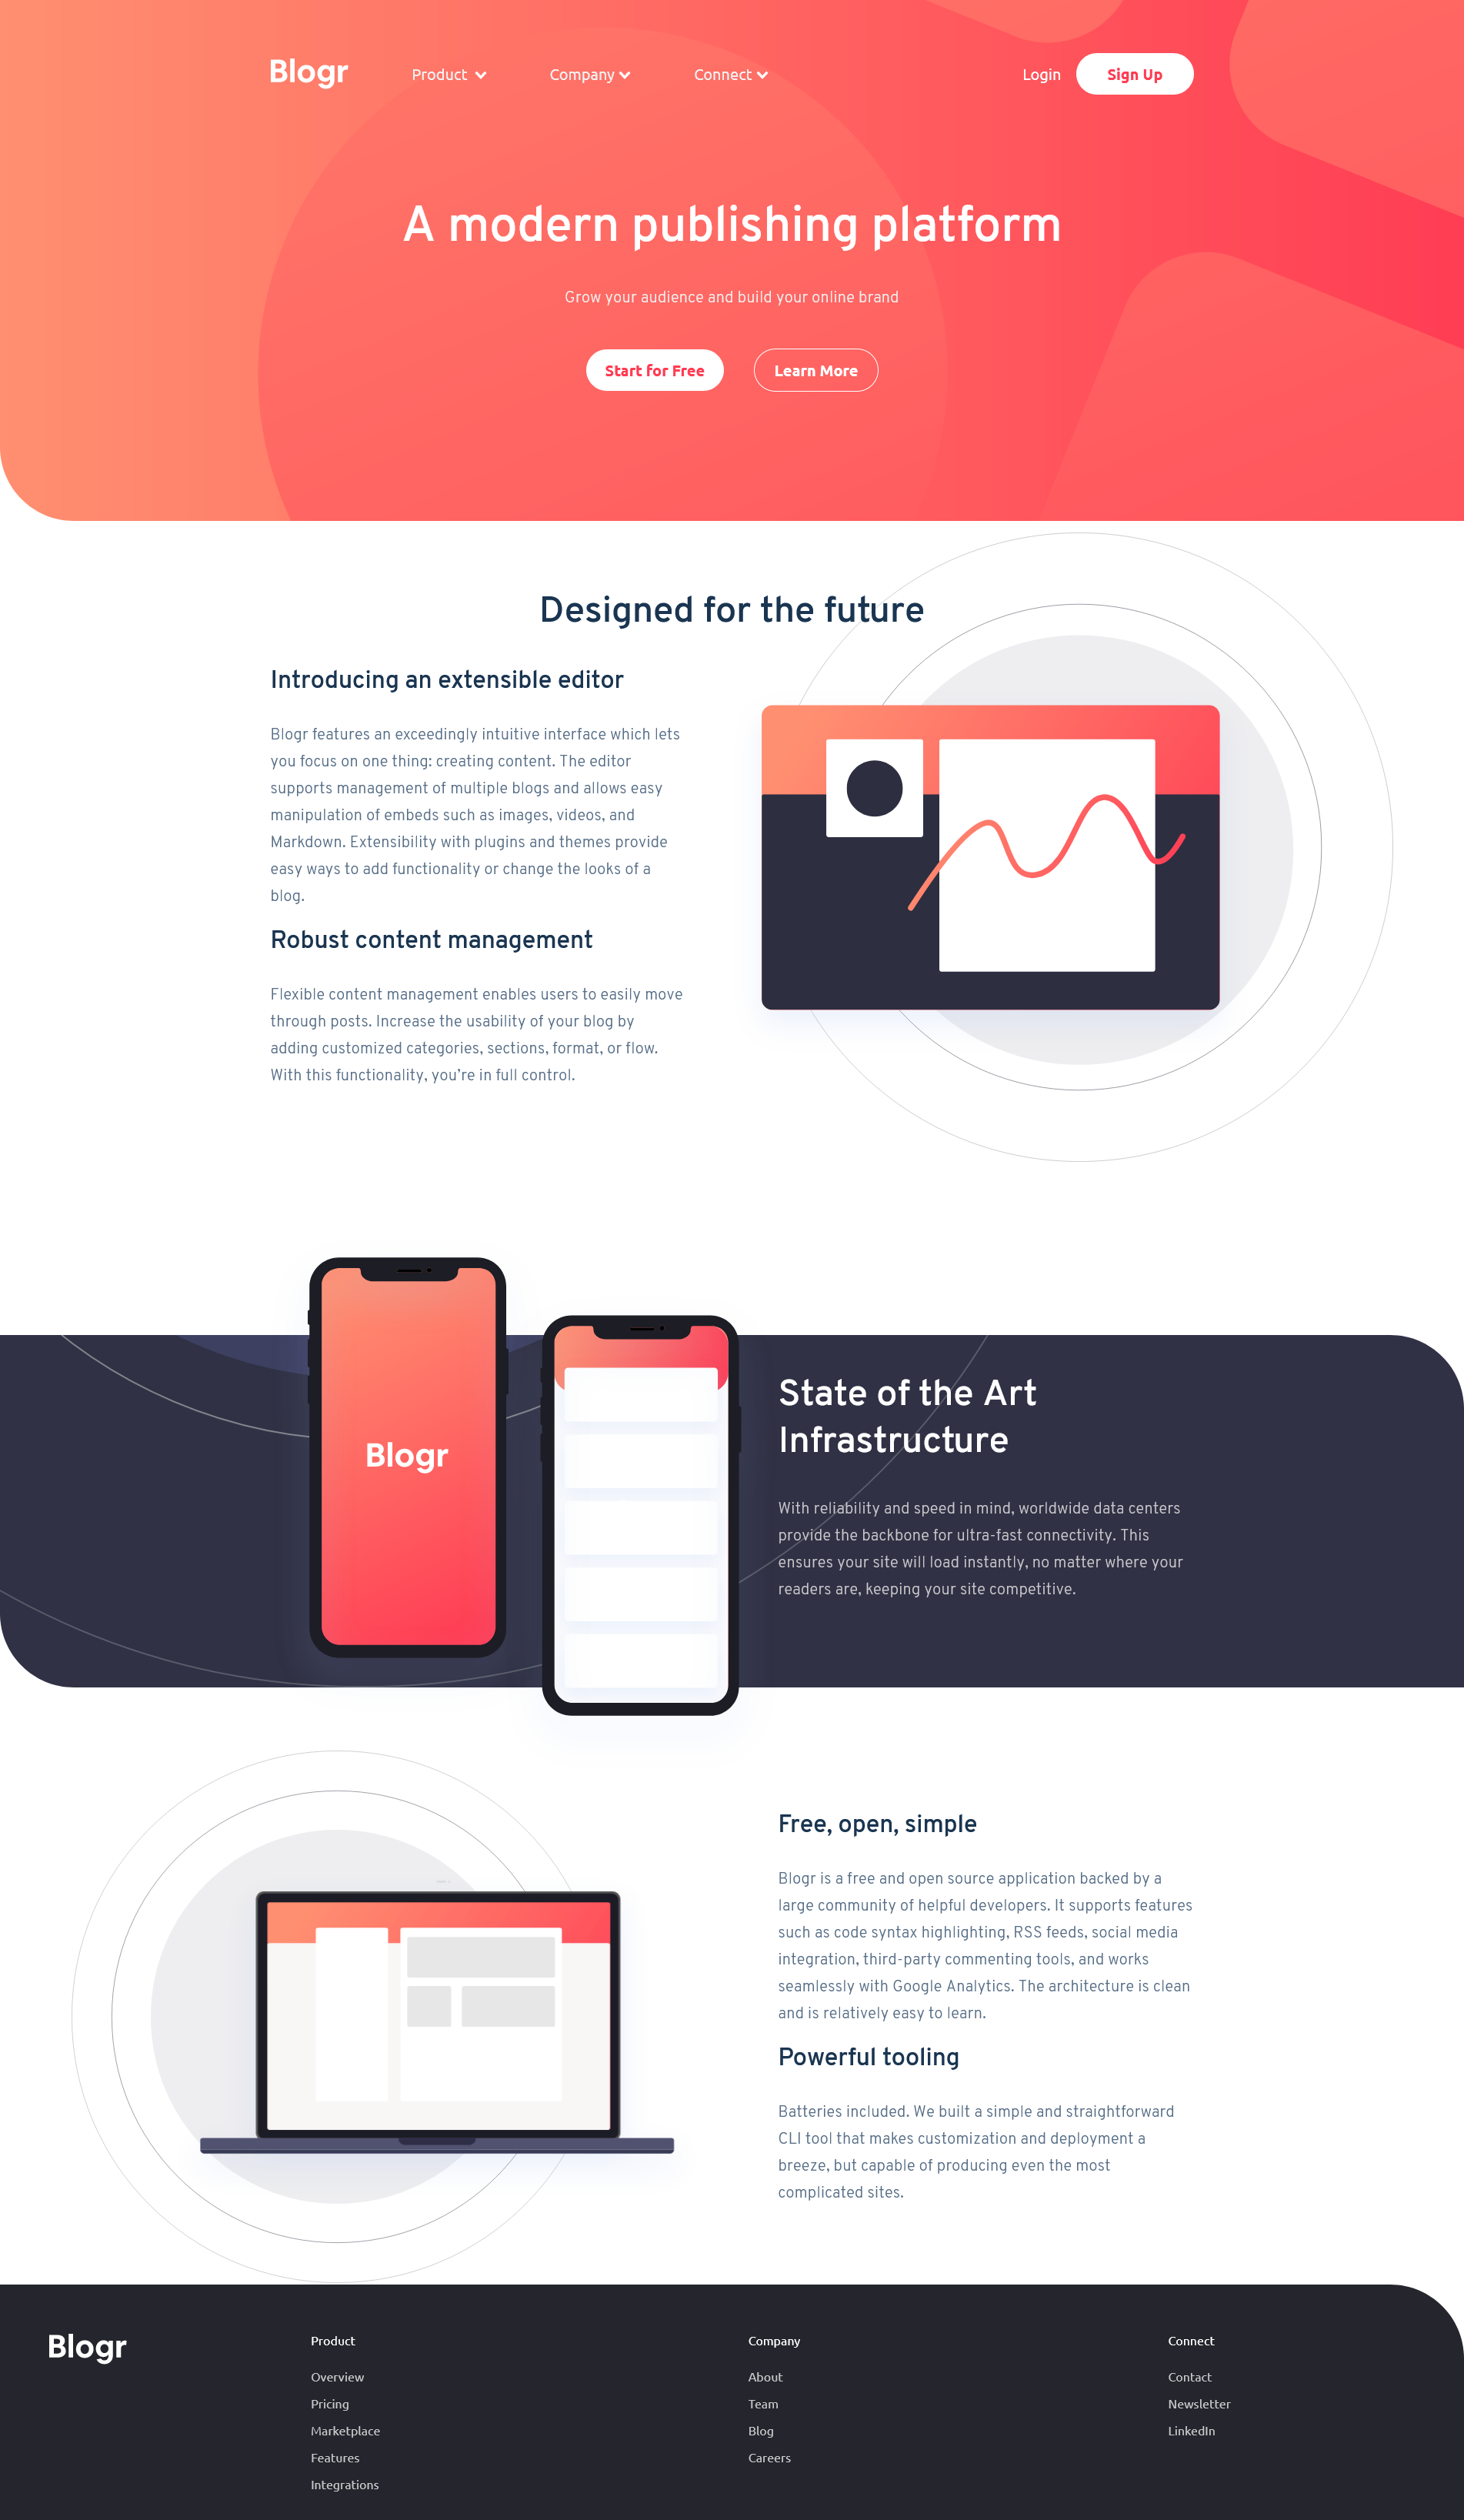 Blogr
Product
Company
Connect
Login
Sign Up
A modern publishing platform
Grow your audience and build your online brand
Start for Free
Learn More
Designed for the future
Introducing an extensible editor
Blogr features an exceedingly intuitive interface which lets
you focus on one thing: creating content. The editor
supports management of multiple blogs and allows easy
manipulation of embeds such as images, videos, and
Markdown. Extensibility with plugins and themes provide
easy ways to add functionality or change the looks of a
blog.
Robust content management
Flexible content management enables users to easily move
through posts. Increase the usability of your blog by
adding customized categories, sections, format, or flow.
With this functionality, you’re in full control.
Blogr
State of the Art
Infrastructure
With reliability and speed in mind, worldwide data centers
provide the backbone for ultra-fast connectivity. This
ensures your site will load instantly, no matter where your
readers are, keeping your site competitive.
Free, open, simple
Blogr is a free and open source application backed by a
large community of helpful developers. It supports features
such as code syntax highlighting, RSS feeds, social media
integration, third-party commenting tools, and works
seamlessly with Google Analytics. The architecture is clean
and is relatively easy to learn.
Powerful tooling
Batteries included. We built a simple and straightforward
CLI tool that makes customization and deployment a
breeze, but capable of producing even the most
complicated sites.
Blogr
Product
Overview
Pricing
Marketplace
Features
Integrations
Company
About
Team
Blog
Careers
Connect
Contact
Newsletter
LinkedIn